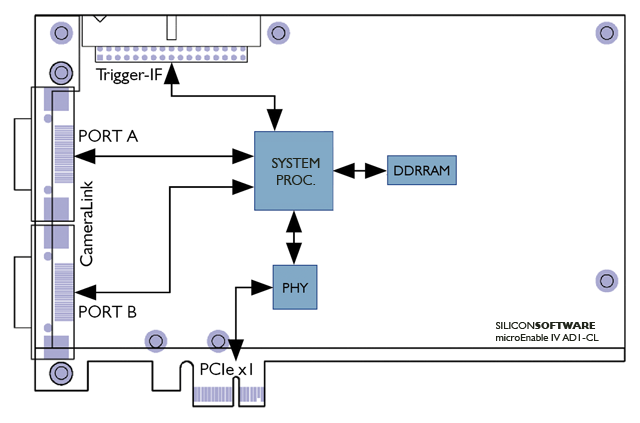 Trigger-IF
PORT A
SYSTEM
PROC.
DDRRAM
CameraLink
PHY
PORT B
SILICONSOFTWARE
microEnable IV AD1-CL
PCIe x1